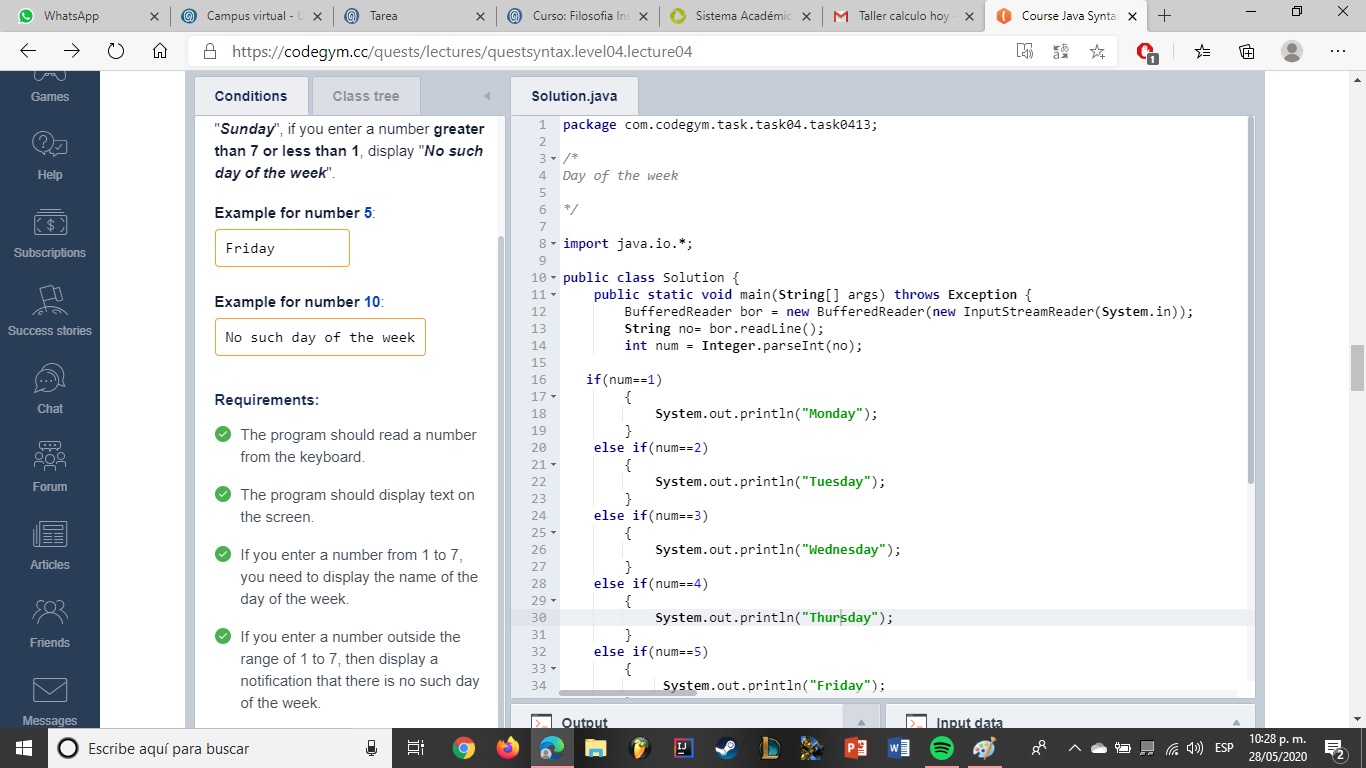 WhatsApp
Campus virtual - U
Tarea
Curso: Filosofia Ins
Sistema Académic
Taller calculo hoy -
Course Java Synta
https://codegym.cc/quests/lectures/questsyntax.level04.lecture04
1
Games
Help
Subscriptions
Success stories
Chat
Forum
Articles
Friends
Messages
Conditions
Class tree
"Sunday", if you enter a number greater
than 7 or less than 1, display "No such
day of the week".
Example for number 5:
Friday
Example for number 10:
No such day of the week
Requirements:
The program should read a number
from the keyboard.
The program should display text on
the screen.
If you enter a number from 1 to 7,
you need to display the name of the
day of the week.
If you enter a number outside the
range of 1 to 7, then display a
notification that there is no such day
of the week.
Solution.java
1 package com.codegym.task.task04.task0413;
2
3 /*
4 Day of the week
5
6 */
7
8 import java.io.*;
9
10 public class Solution {
11 public static void main(String[] args) throws Exception {
12 BufferedReader bor = new BufferedReader(new InputStreamReader(System.in));
13 String no= bor.readLine();
14 int num = Integer.parseInt(no);
15
16 if(num==1)
17 {
18 System.out.println("Monday");
19 }
20 else if(num==2)
21 {
22 System.out.println("Tuesday");
23 }
24 else if(num==3)
25 {
26 System.out.println("Wednesday");
27 }
28 else if(num==4)
29 {
30 System.out.println("Thursday");
31 }
32 else if(num==5)
33 {
34 System.out.println("Friday");
Output
Input data
Escribe aquí para buscar
ESP
10:28 p. m.
28/05/2020
2